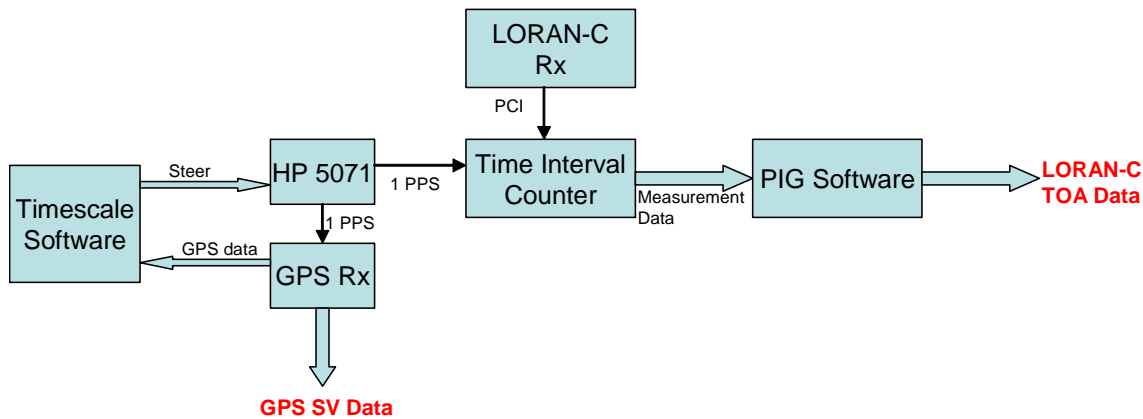 LORAN-C
Rx
PCI
Steer
HP 5071
1 PPS
Time Interval
Counter
Measurement
Data
PIG Software
LORAN-C
TOA Data
Timescale
Software
1 PPS
GPS data
GPS Rx
GPS SV Data